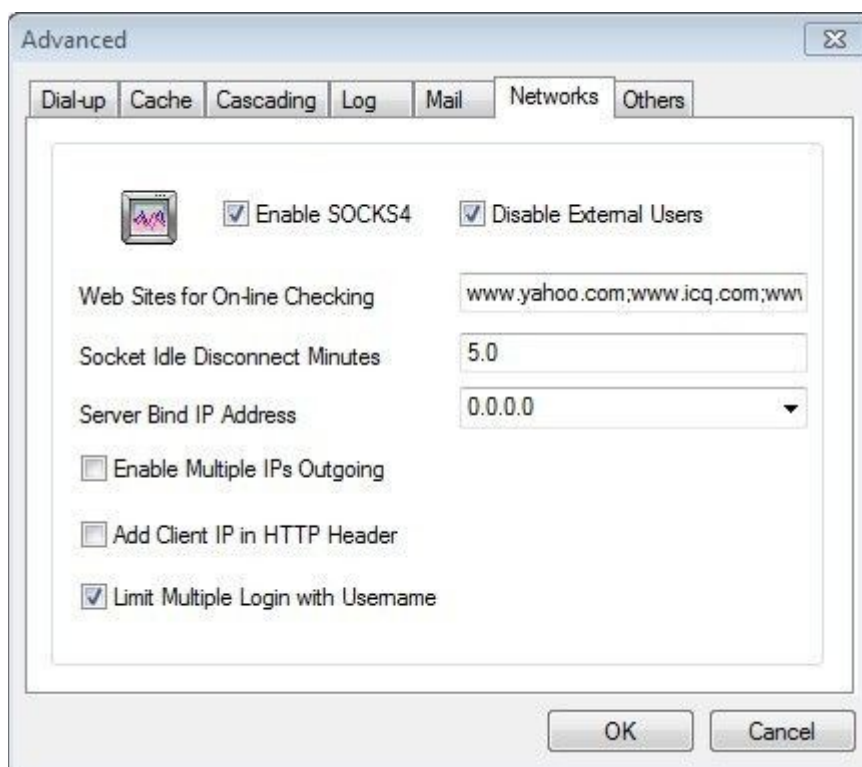 Advanced
Dial-up Cache Cascading Log Mail Networks Others
Enable SOCKS4 Disable External Users
Web Sites for On-line Checking www.yahoo.com;www.icq.com;
Socket Idle Disconnect Minutes 5.0
Server Bind IP Address 0.0.0.0
Enable Multiple IPs Outgoing
Add Client IP in HTTP Header
Limit Multiple Login with Username
OK Cancel